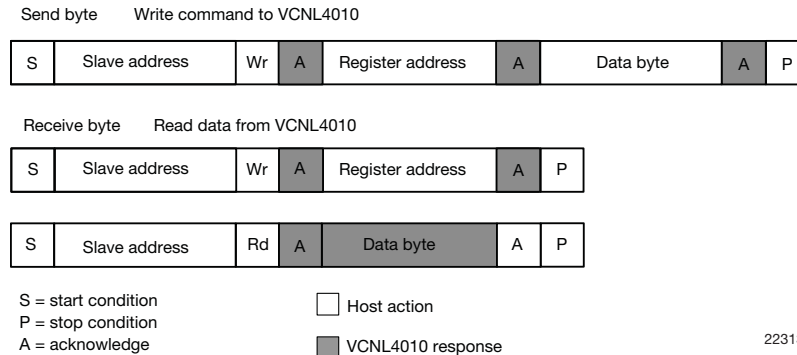 Send byte Write command to VCNL4010
S Slave address Wr A Register address A Data byte A P
Receive byte Read data from VCNL4010
S Slave address Wr A Register address A P
S Slave address Rd A Data byte A P
S = start condition
P = stop condition
A = acknowledge
Host action
VCNL4010 response